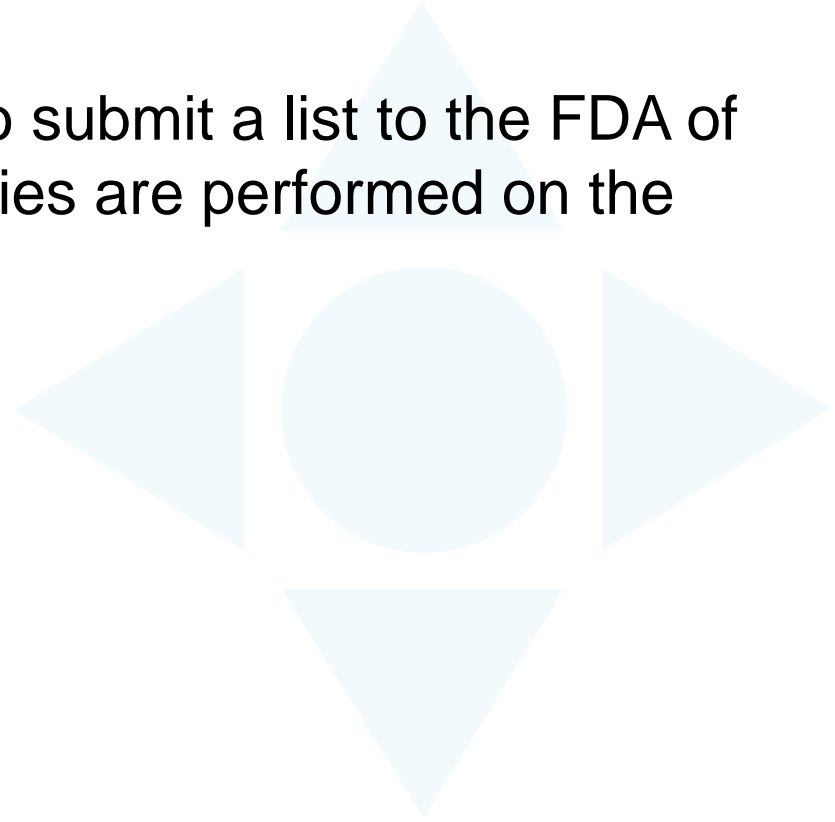 o submit a list to the FDA of
ies are performed on the